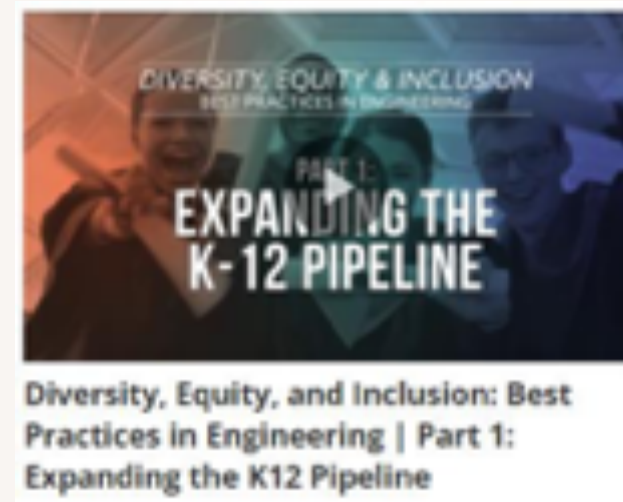 DIVERSITY, EQUITY & INCLUSION
BEST PRACTICES IN ENGINEERING
PART 1:
EXPANDING THE
K-12 PIPELINE
Diversity, Equity, and Inclusion: Best
Practices in Engineering | Part 1:
Expanding the K12 Pipeline